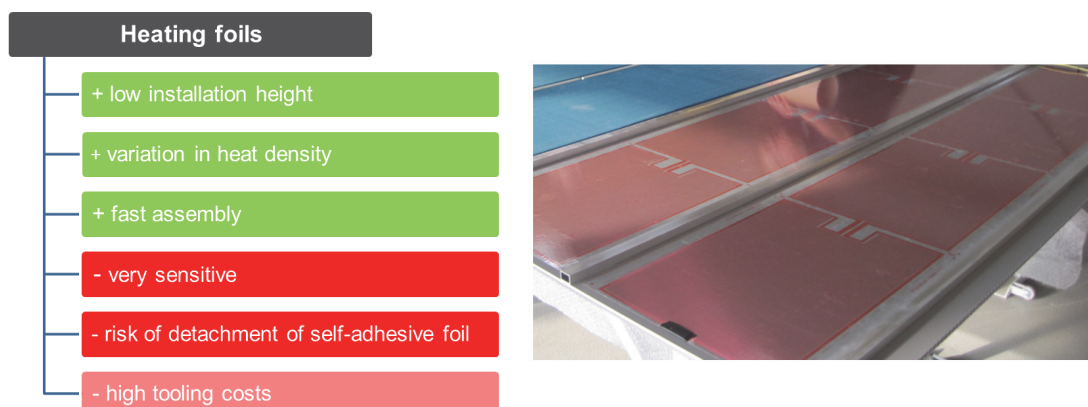 Heating foils
+ low installation height
+ variation in heat density
+ fast assembly
- very sensitive
- risk of detachment of self-adhesive foil
- high tooling costs